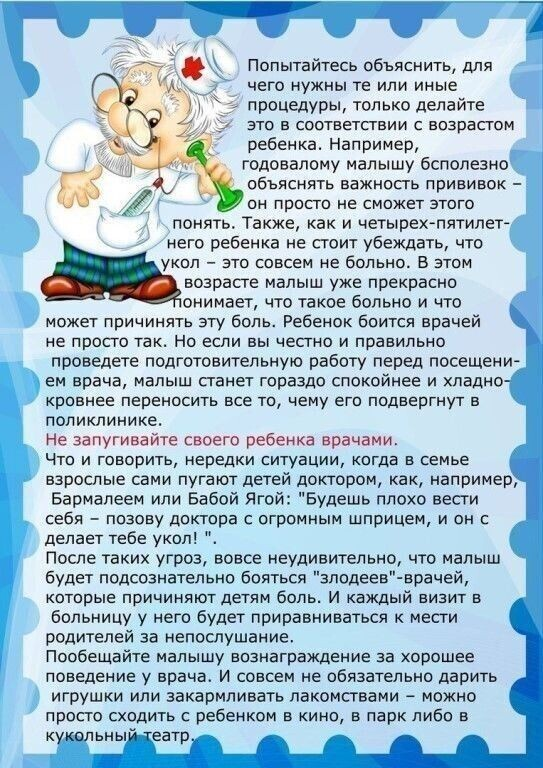 Попытайтесь объяснить, для
чего нужны те или иные
процедуры, только делайте
это в соответствии с возрастом
ребенка. Например,
годовалому малышу бсполезно
объяснять важность прививок –
он просто не сможет этого
понять. Также, как и четырех-пятилет-
него ребенка не стоит убеждать, что
укол – это совсем не больно. В этом
возрасте малыш уже прекрасно
понимает, что такое больно и что
может причинять эту боль. Ребенок боится врачей
не просто так. Но если вы честно и правильно
проведете подготовительную работу перед посещени-
ем врача, малыш станет гораздо спокойнее и хладно-
кровнее переносить все то, чему его подвергнут в
поликлинике.
Не запугивайте своего ребенка врачами.
Что и говорить, нередки ситуации, когда в семье
взрослые сами пугают детей доктором, как, например,
Бармалеем или Бабой Ягой: "Будешь плохо вести
себя – позову доктора с огромным шприцем, и он с
делает тебе укол! ".
После таких угроз, вовсе неудивительно, что малыш
будет подсознательно бояться "злодеев"-врачей,
которые причиняют детям боль. И каждый визит в
больницу у него будет приравниваться к мести
родителей за непослушание.
Пообещайте малышу вознаграждение за хорошее
поведение у врача. И совсем не обязательно дарить
игрушки или закармливать лакомствами – можно
просто сходить с ребенком в кино, в парк либо в
кукольный театр.